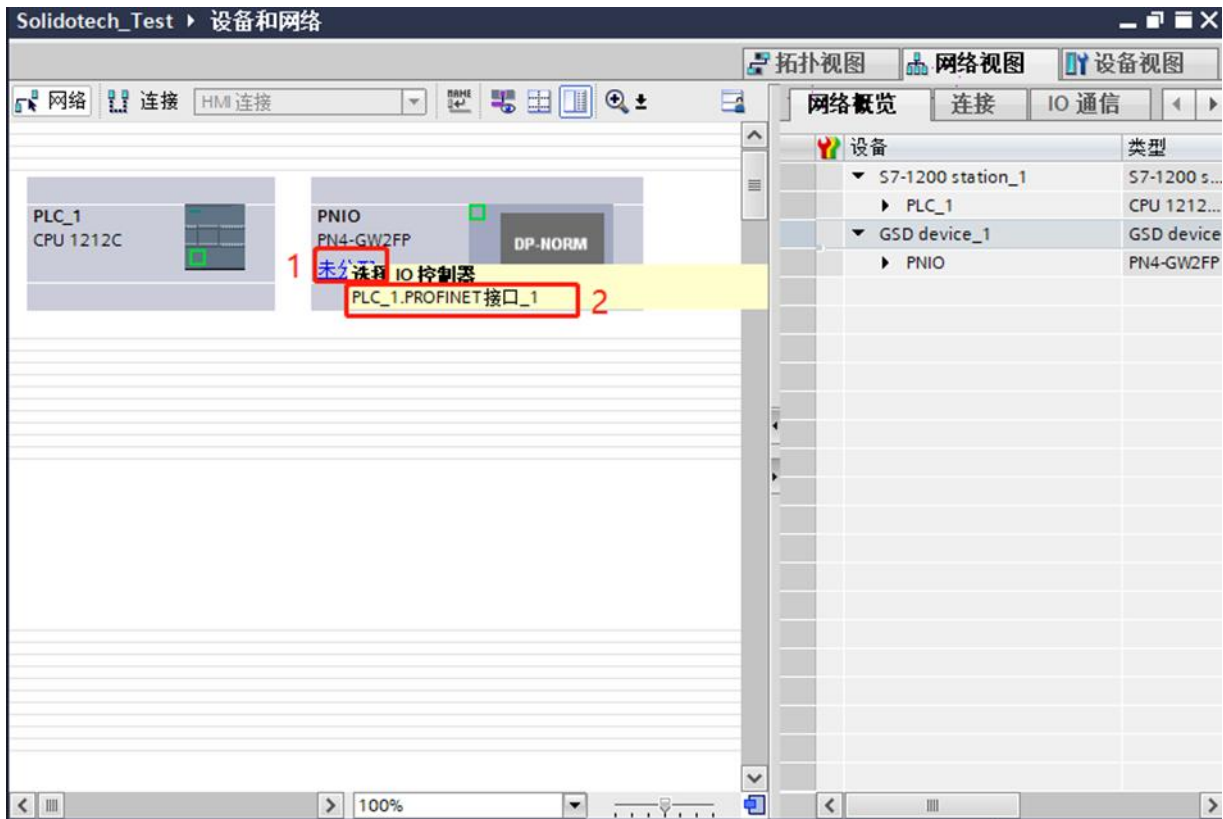 Solidotech_Test ▸ 设备和网络
拓扑视图 网络视图 设备视图
网络 连接 HMI 连接
网络概览 连接 IO 通信
设备 类型
S7-1200 station_1 S7-1200 s...
PLC_1 CPU 1212...
GSD device_1 GSD device
PNIO PN4-GW2FP
PLC_1
CPU 1212C
PNIO
PN4-GW2FP
DP-NORM
1 未分
选择 IO 控制器
PLC_1.PROFINET接口_1 2
100%